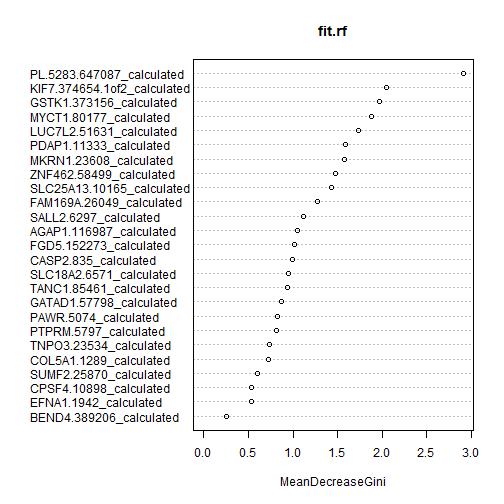 fit.rf
PL.5283.647087_calculated
KIF7.374654.1of2_calculated
GSTK1.373156_calculated
MYCT1.80177_calculated
LUC7L2.51631_calculated
PDAP1.11333_calculated
MKRN1.23608_calculated
ZNF462.58499_calculated
SLC25A13.10165_calculated
FAM169A.26049_calculated
SALL2.6297_calculated
AGAP1.116987_calculated
FGD5.152273_calculated
CASP2.835_calculated
SLC18A2.6571_calculated
TANC1.85461_calculated
GATAD1.57798_calculated
PAWR.5074_calculated
PTPRM.5797_calculated
TNPO3.23534_calculated
COL5A1.1289_calculated
SUMF2.25870_calculated
CPSF4.10898_calculated
EFNA1.1942_calculated
BEND4.389206_calculated
0.0 0.5 1.0 1.5 2.0 2.5 3.0
MeanDecreaseGini